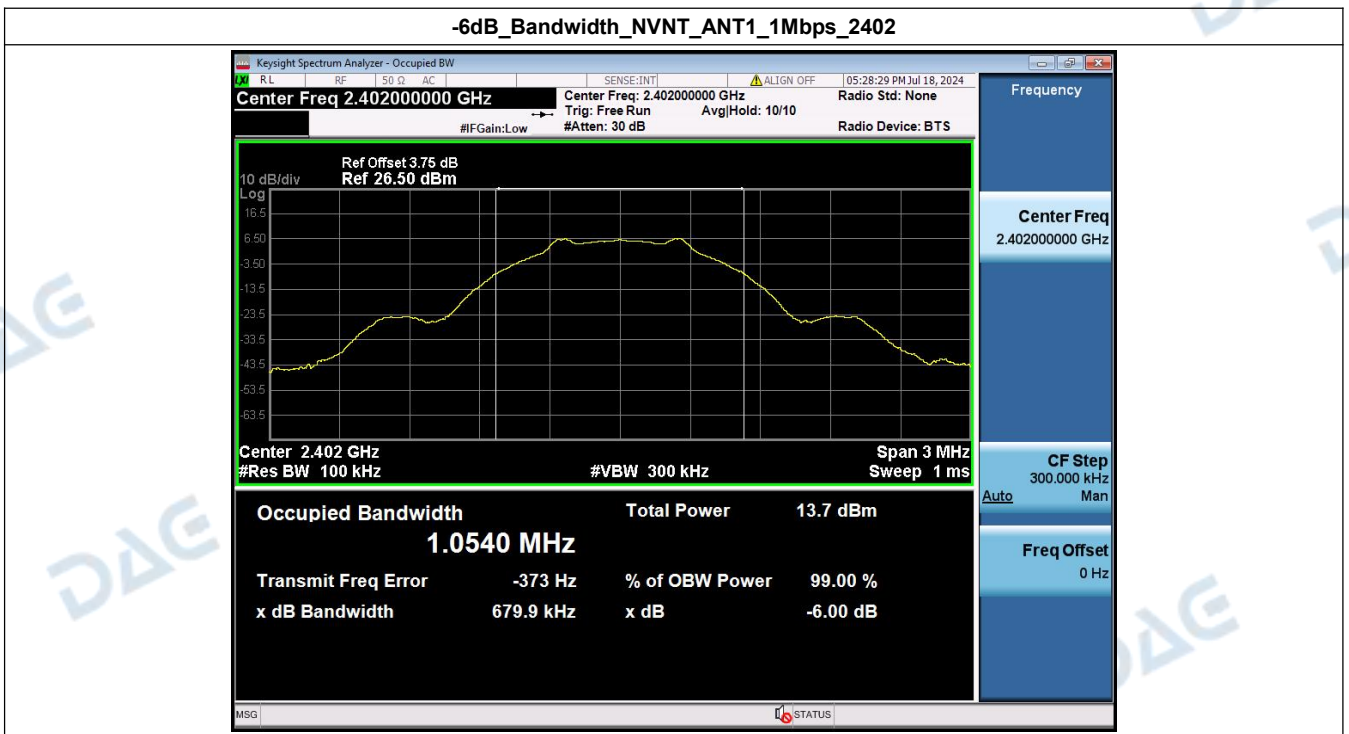 -6dB_Bandwidth_NVNT_ANT1_1Mbps_2402
Keysight Spectrum Analyzer - Occupied BW
LXI RL RF 50 Ω AC SENSE:INT ALIGN OFF 05:28:29 PM Jul 18, 2024
Center Freq 2.402000000 GHz Center Freq: 2.402000000 GHz Radio Std: None
Trig: Free Run Avg|Hold: 10/10
#IFGain:Low #Atten: 30 dB Radio Device: BTS
Ref Offset 3.75 dB
10 dB/div Ref 26.50 dBm
Log
16.5
6.50
-3.50
-13.5
-23.5
-33.5
-43.5
-53.5
-63.5
Center 2.402 GHz Span 3 MHz
#Res BW 100 kHz #VBW 300 kHz Sweep 1 ms
Occupied Bandwidth Total Power 13.7 dBm
1.0540 MHz
Transmit Freq Error -373 Hz % of OBW Power 99.00 %
x dB Bandwidth 679.9 kHz x dB -6.00 dB
Frequency
Center Freq
2.402000000 GHz
CF Step
300.000 kHz
Auto Man
Freq Offset
0 Hz
MSG STATUS
DAE
DAE
DAE